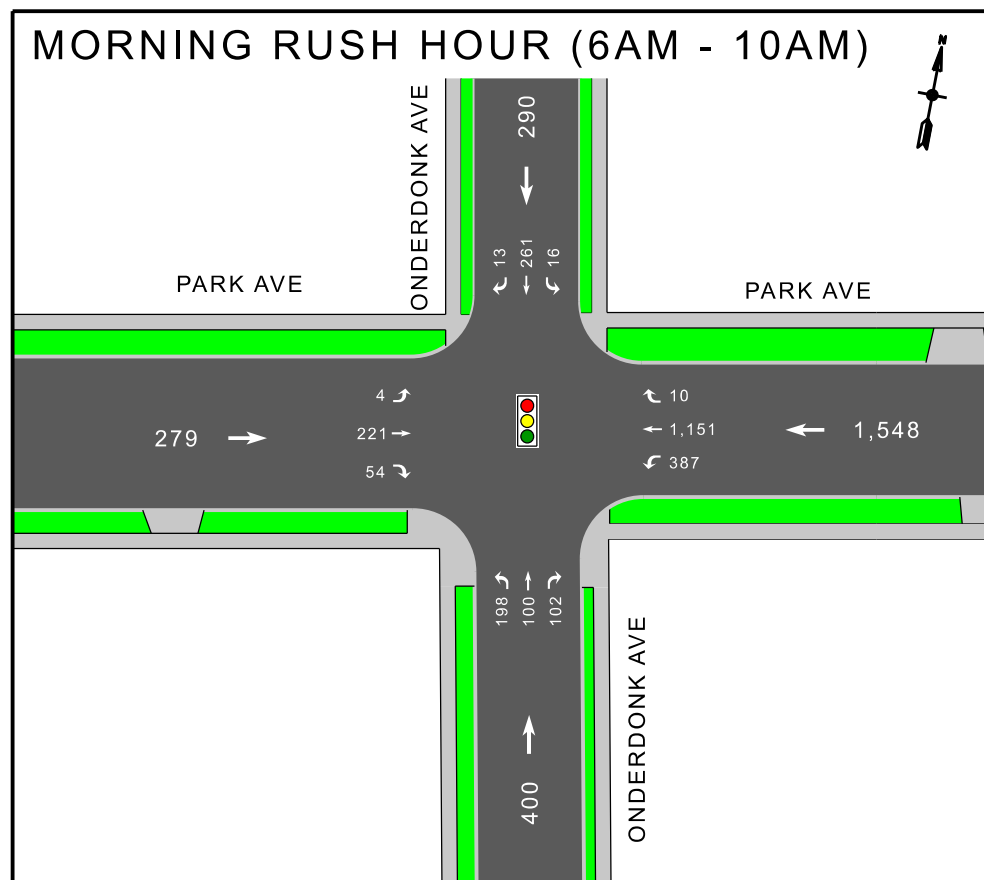 MORNING RUSH HOUR (6AM - 10AM)
N
ONDERDONK AVE
290
13
261
16
PARK AVE
PARK AVE
4
10
279
221
1,151
1,548
54
387
198
100
102
ONDERDONK AVE
400